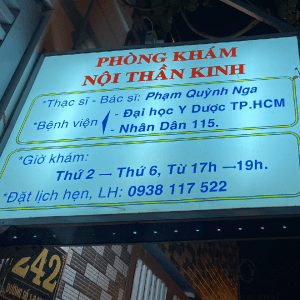 PHÒNG KHÁM
NỘI THẦN KINH
*Thạc sĩ - Bác sĩ: Phạm Quỳnh Nga
*Bệnh viện - Đại học Y Dược TP.HCM
- Nhân Dân 115.
*Giờ khám:
Thứ 2 → Thứ 6, Từ 17h →19h.
*Đặt lịch hẹn, LH: 0938 117 522
242